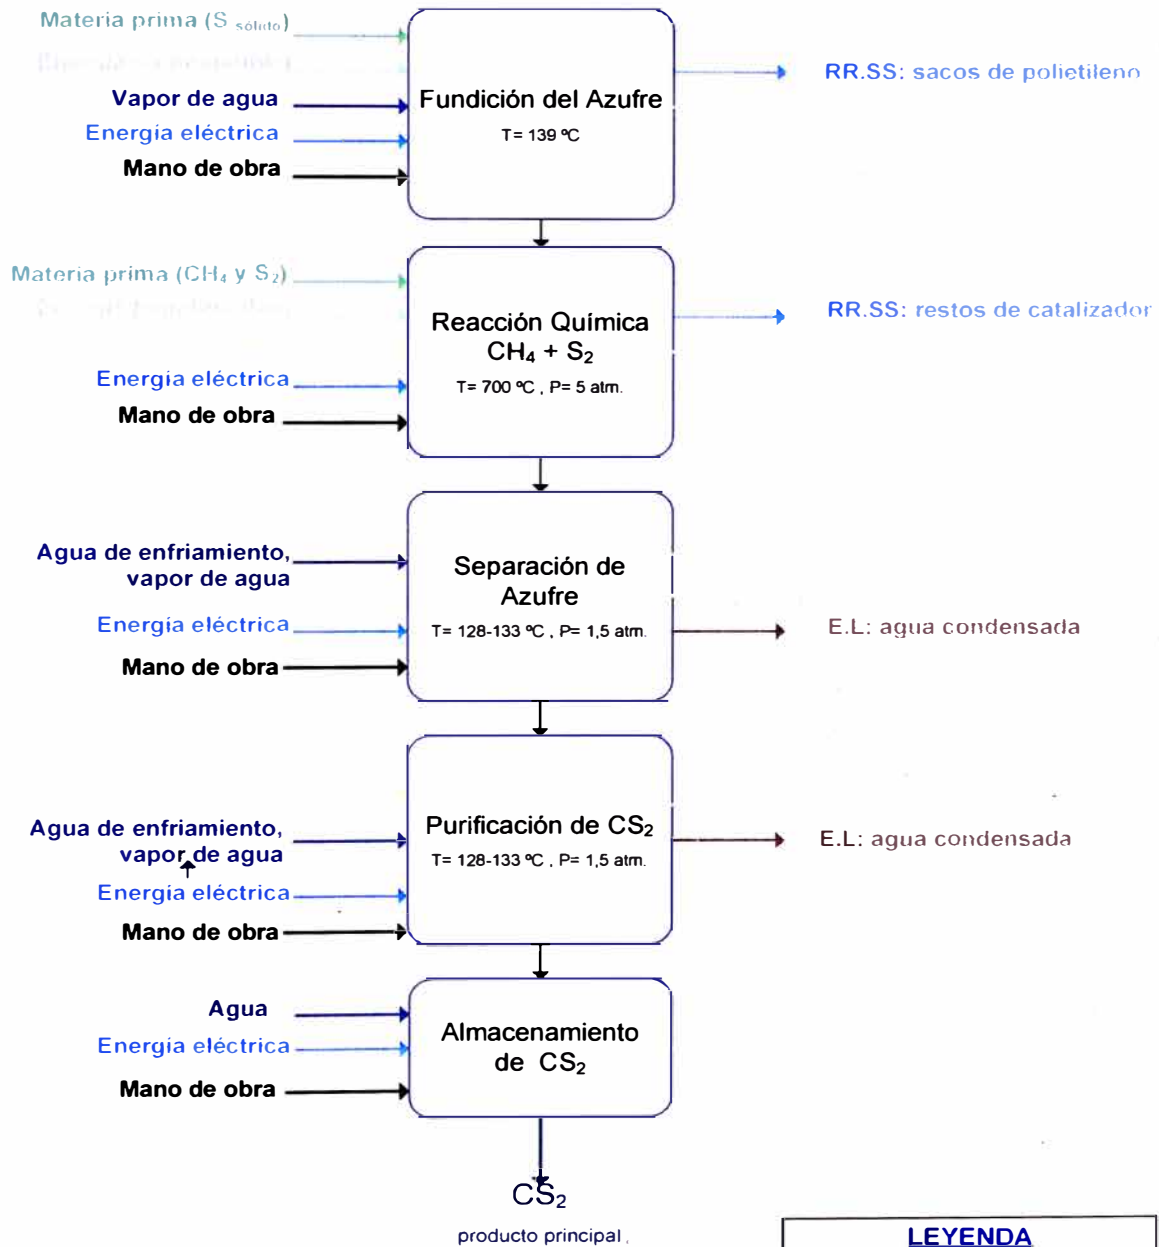 Materia prima (S sólido)
RR.SS: sacos de polietileno
Vapor de agua
Fundición del Azufre
Energía eléctrica
T= 139 ºC
Mano de obra
Materia prima (CH₄ y S₂)
RR.SS: restos de catalizador
Reacción Química
CH₄ + S₂
Energía eléctrica
T= 700 ºC , P= 5 atm.
Mano de obra
Agua de enfriamiento,
vapor de agua
Separación de
Azufre
Energía eléctrica
T= 128-133 ºC , P= 1,5 atm.
E.L: agua condensada
Mano de obra
Agua de enfriamiento,
vapor de agua
Purificación de CS₂
T= 128-133 ºC , P= 1,5 atm.
E.L: agua condensada
Energía eléctrica
Mano de obra
Agua
Energía eléctrica
Almacenamiento
de CS₂
Mano de obra
CS₂
producto principal
LEYENDA